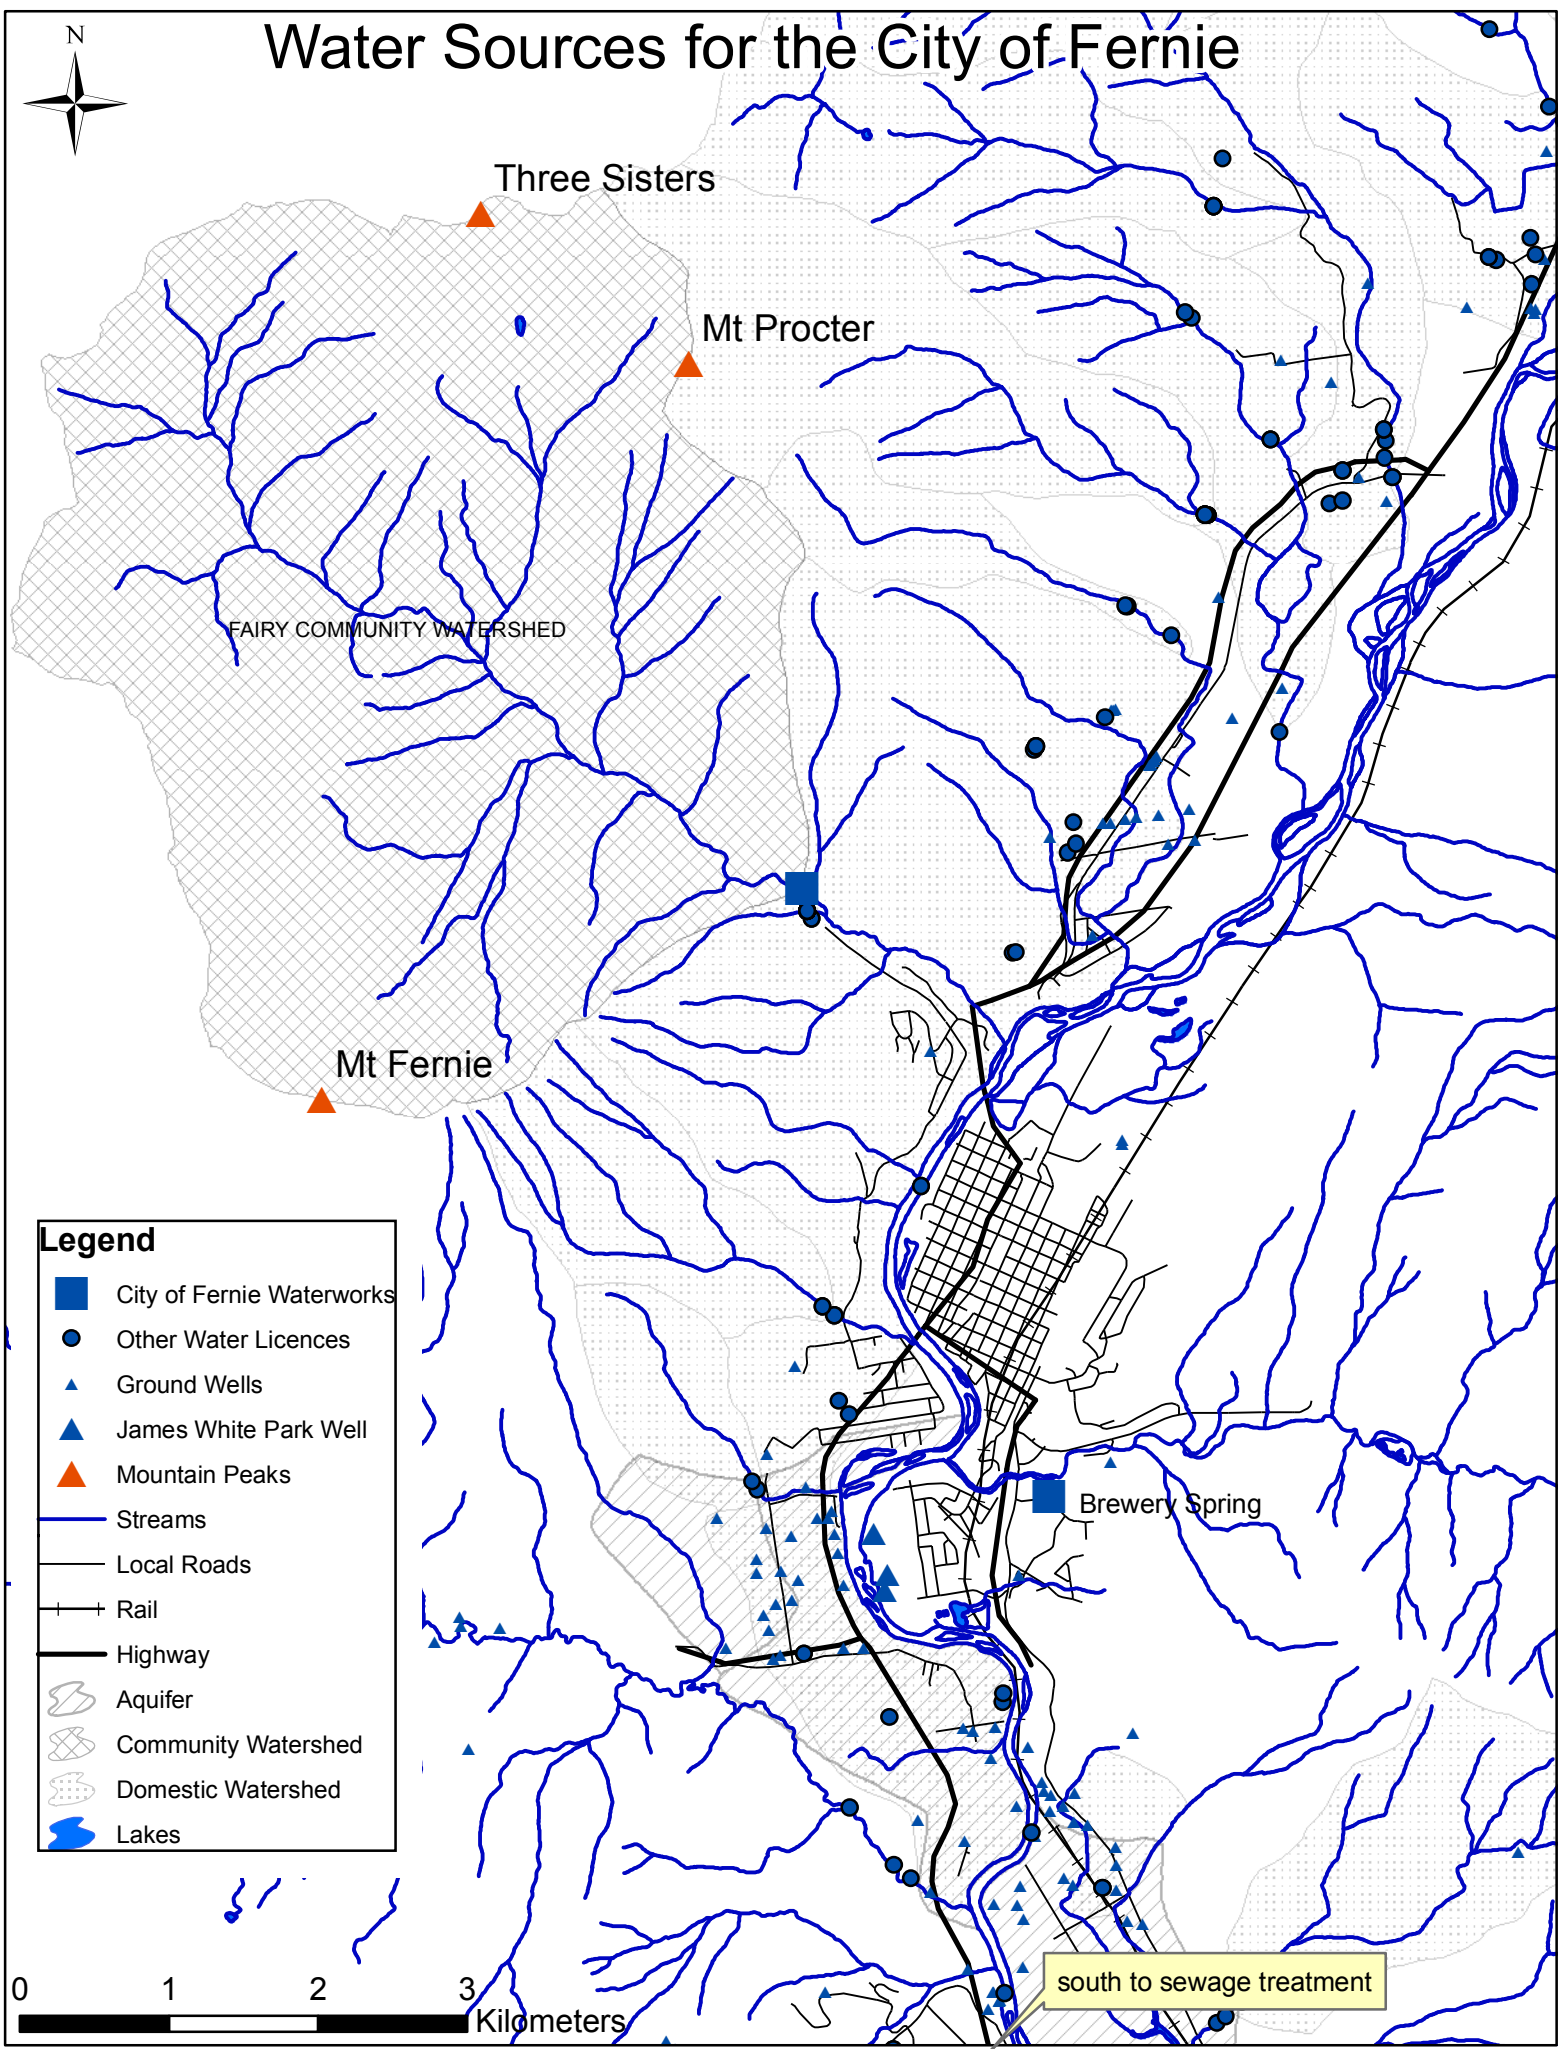 Water Sources for the City of Fernie
N
Three Sisters
Mt Procter
FAIRY COMMUNITY WATERSHED
Mt Fernie
Legend
City of Fernie Waterworks
Other Water Licences
Ground Wells
James White Park Well
Mountain Peaks
Streams
Local Roads
Rail
Highway
Aquifer
Community Watershed
Domestic Watershed
Lakes
Brewery Spring
south to sewage treatment
0 1 2 3
Kilometers